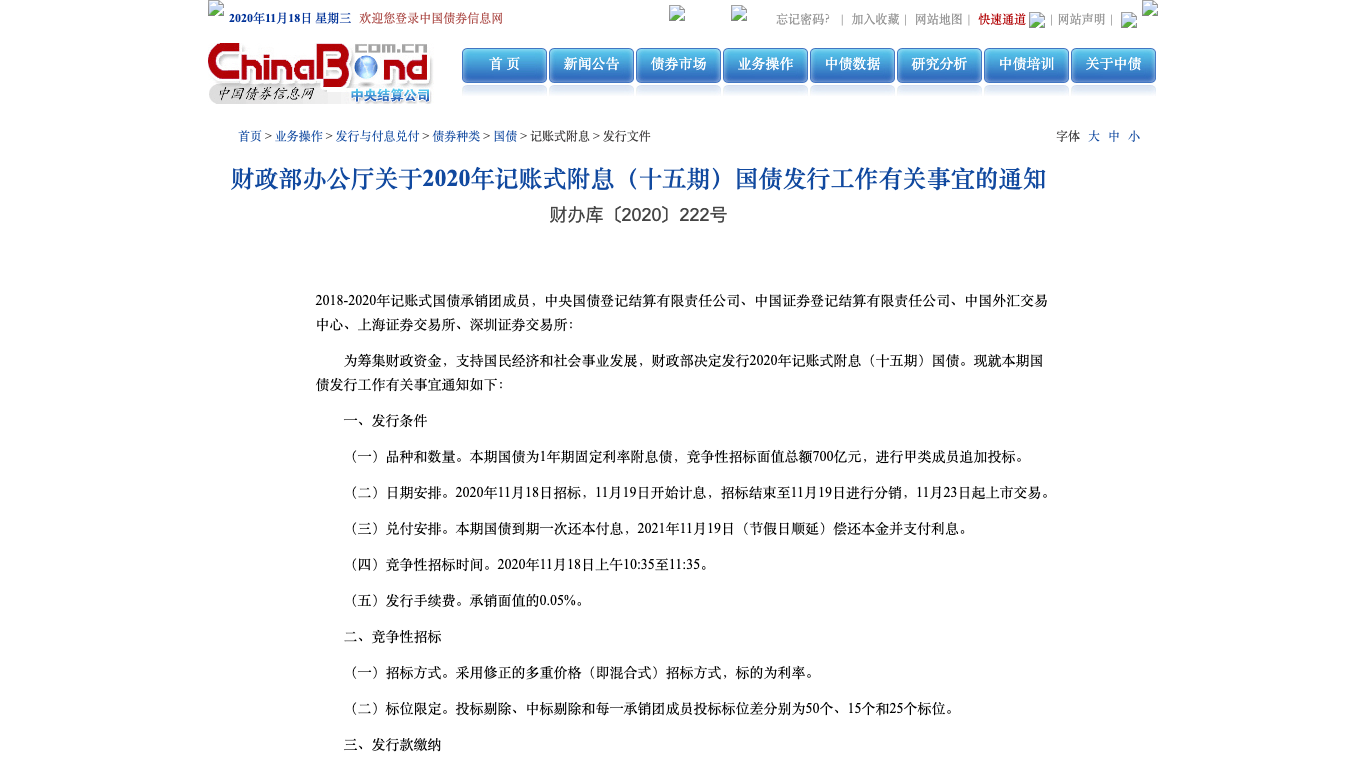 2020年11月18日 星期三 欢迎您登录中国债券信息网
忘记密码? | 加入收藏 | 网站地图 | 快速通道 | 网站声明 |
ChinaBond com.cn
中国债券信息网 中央结算公司
首 页 新闻公告 债券市场 业务操作 中债数据 研究分析 中债培训 关于中债
首页 > 业务操作 > 发行与付息兑付 > 债券种类 > 国债 > 记账式附息 > 发行文件
字体 大 中 小
财政部办公厅关于2020年记账式附息（十五期）国债发行工作有关事宜的通知
财办库〔2020〕222号
2018-2020年记账式国债承销团成员，中央国债登记结算有限责任公司、中国证券登记结算有限责任公司、中国外汇交易
中心、上海证券交易所、深圳证券交易所：
为筹集财政资金，支持国民经济和社会事业发展，财政部决定发行2020年记账式附息（十五期）国债。现就本期国
债发行工作有关事宜通知如下：
一、发行条件
（一）品种和数量。本期国债为1年期固定利率附息债，竞争性招标面值总额700亿元，进行甲类成员追加投标。
（二）日期安排。2020年11月18日招标，11月19日开始计息，招标结束至11月19日进行分销，11月23日起上市交易。
（三）兑付安排。本期国债到期一次还本付息，2021年11月19日（节假日顺延）偿还本金并支付利息。
（四）竞争性招标时间。2020年11月18日上午10:35至11:35。
（五）发行手续费。承销面值的0.05%。
二、竞争性招标
（一）招标方式。采用修正的多重价格（即混合式）招标方式，标的为利率。
（二）标位限定。投标剔除、中标剔除和每一承销团成员投标标位差分别为50个、15个和25个标位。
三、发行款缴纳